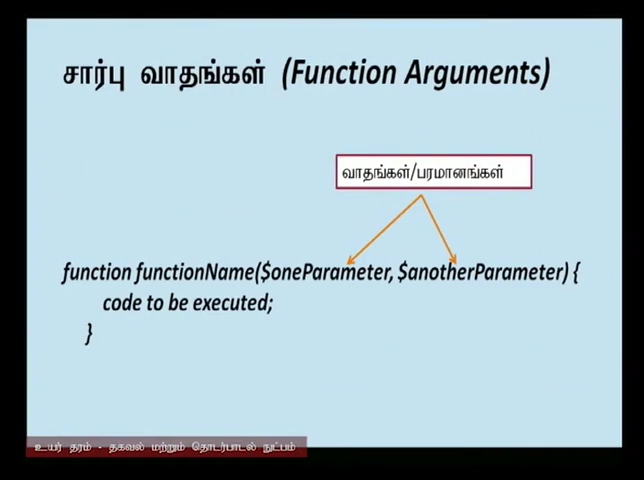 சார்பு வாதங்கள் (Function Arguments)
வாதங்கள்/பரமானங்கள்
function functionName($oneParameter, $anotherParameter) {
code to be executed;
}
உயர் தரம் - தகவல் மற்றும் தொடர்பாடல் நுட்பம்